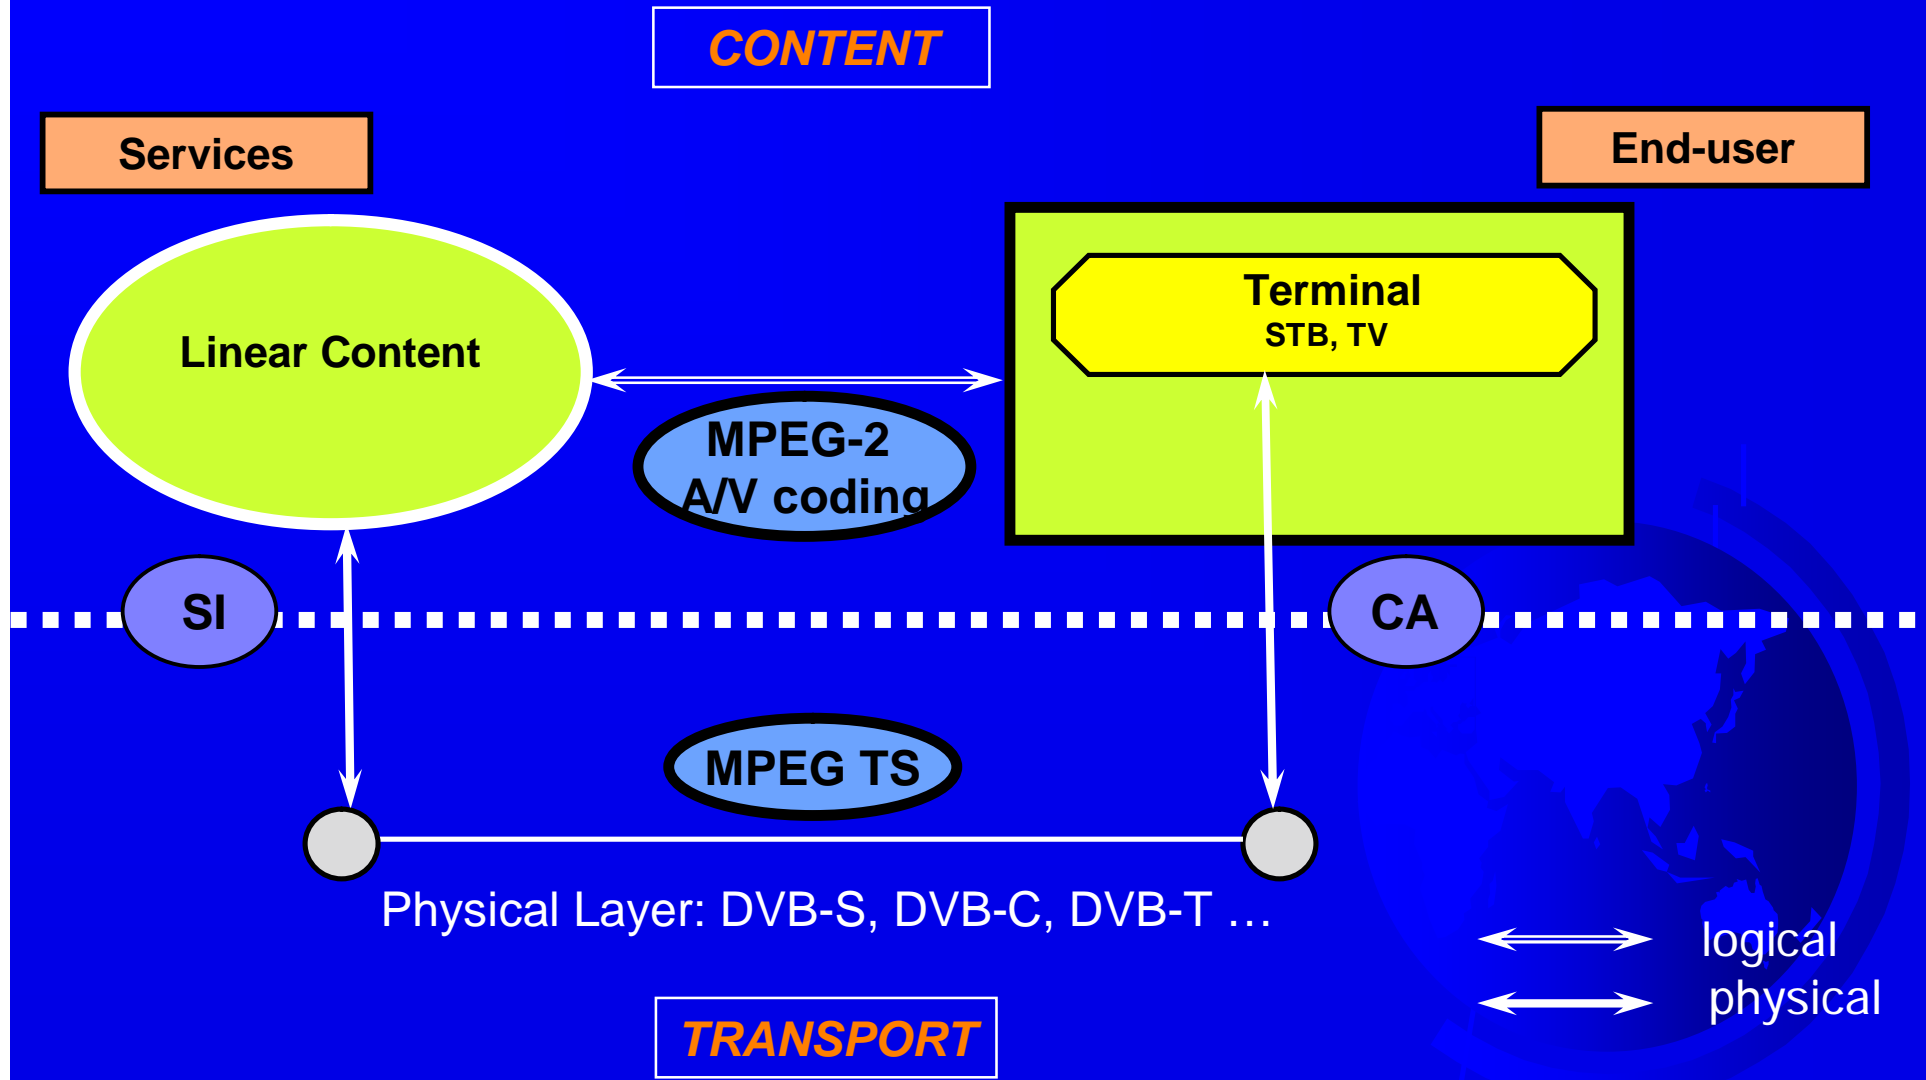 CONTENT
Services
End-user
Terminal
STB, TV
Linear Content
MPEG-2
A/V coding
SI
CA
MPEG TS
Physical Layer: DVB-S, DVB-C, DVB-T …
logical
physical
TRANSPORT